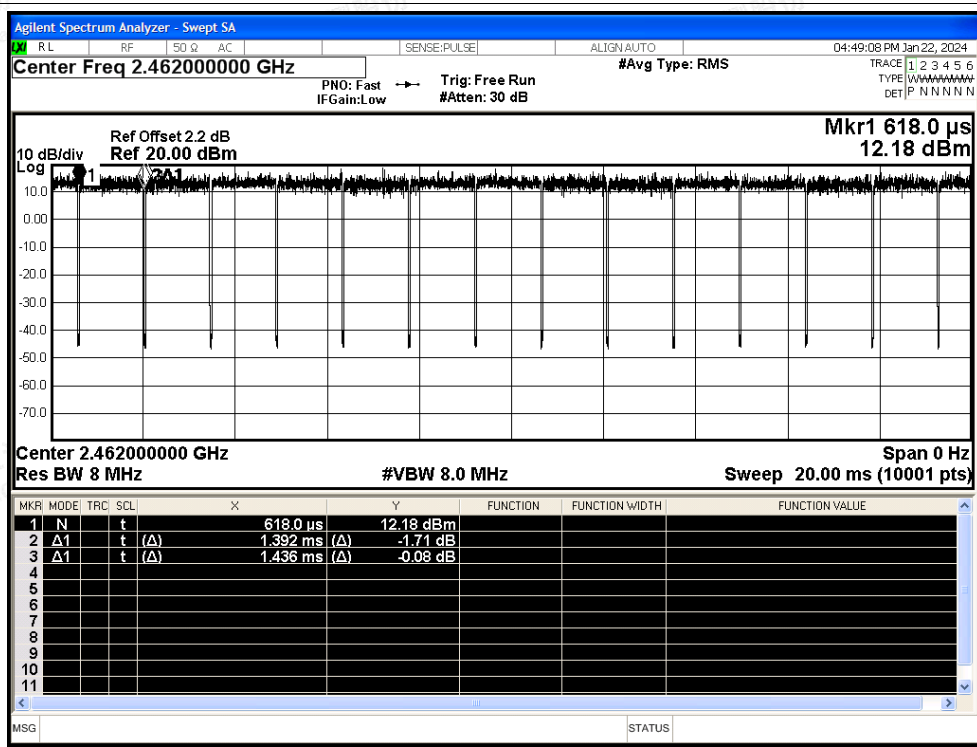 Agilent Spectrum Analyzer - Swept SA
LXI RL RF 50 Ω AC SENSE:PULSE ALIGN AUTO 04:49:08 PM Jan 22, 2024
Center Freq 2.462000000 GHz #Avg Type: RMS TRACE 1 2 3 4 5 6
PNO: Fast Trig: Free Run TYPE WWWWWW
IFGain:Low #Atten: 30 dB DET P N N N N N
Mkr1 618.0 µs
Ref Offset 2.2 dB
10 dB/div Ref 20.00 dBm 12.18 dBm
Log
1
3Δ1
10.0
0.00
-10.0
-20.0
-30.0
-40.0
-50.0
-60.0
-70.0
Center 2.462000000 GHz Span 0 Hz
Res BW 8 MHz #VBW 8.0 MHz Sweep 20.00 ms (10001 pts)
MKR MODE TRC SCL X Y FUNCTION FUNCTION WIDTH FUNCTION VALUE
1 N t 618.0 µs 12.18 dBm
2 Δ1 t (Δ) 1.392 ms (Δ) -1.71 dB
3 Δ1 t (Δ) 1.436 ms (Δ) -0.08 dB
4
5
6
7
8
9
10
11
MSG STATUS